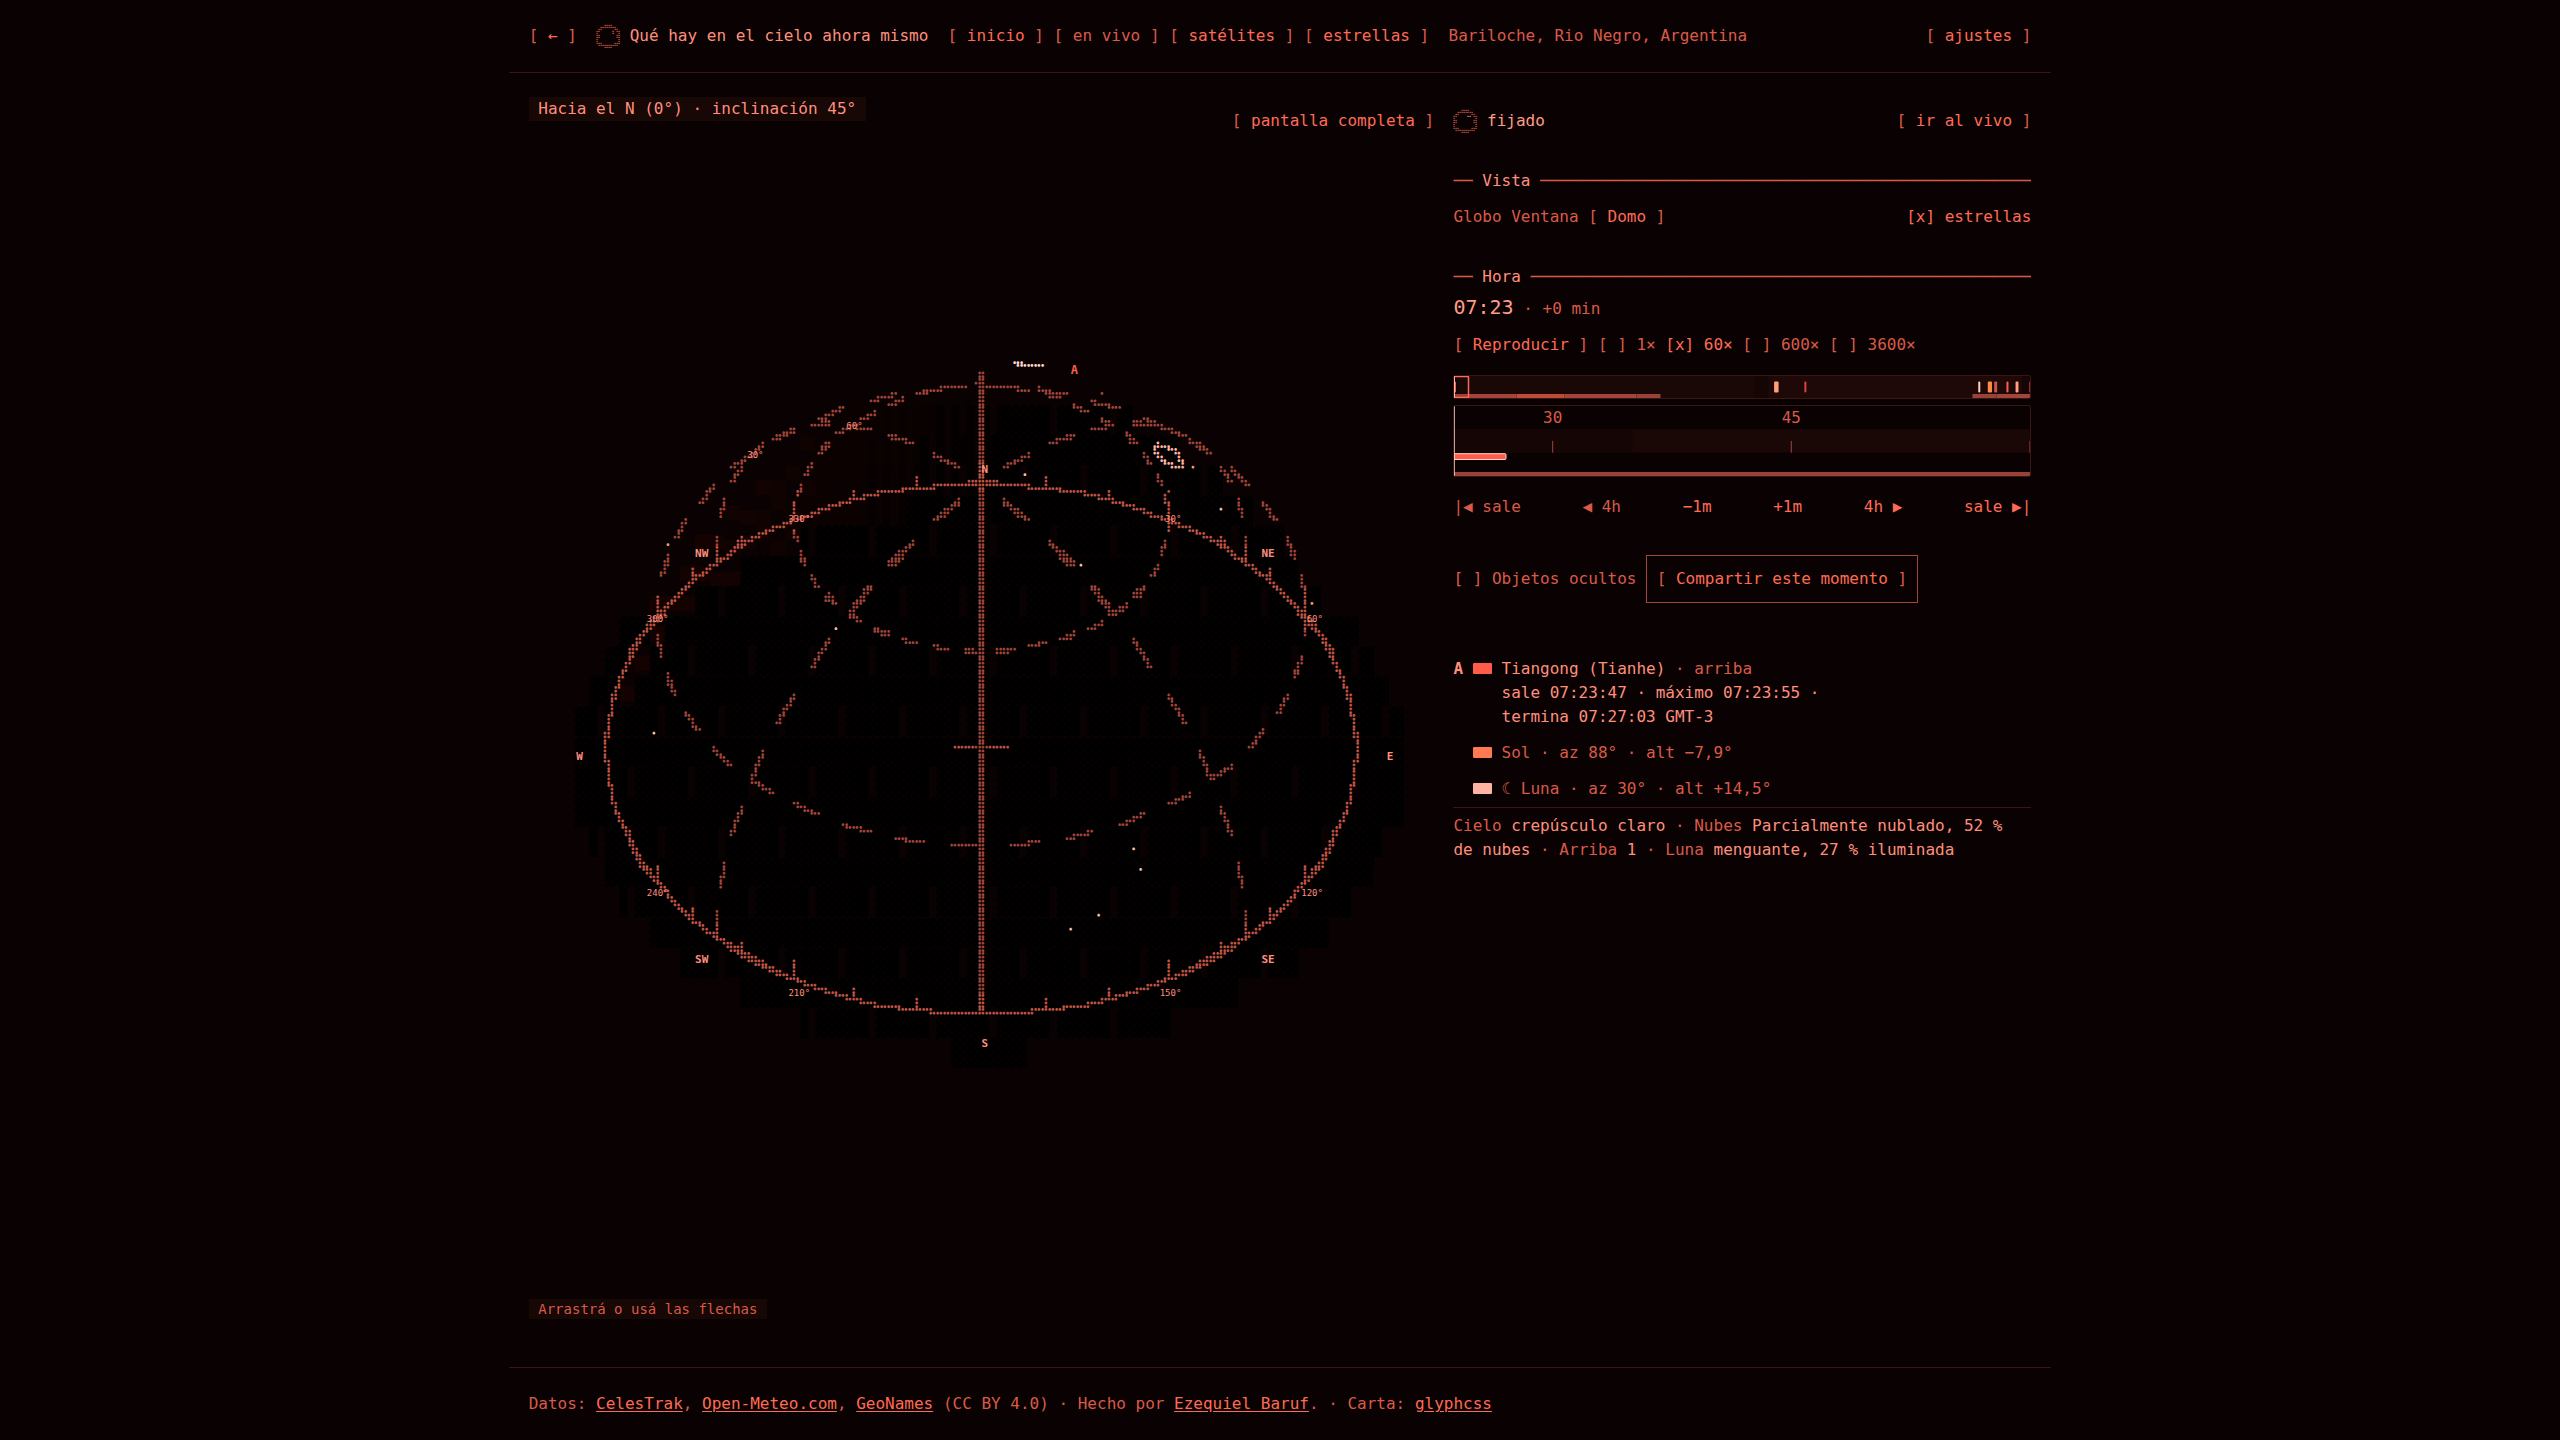 [ ← ] Qué hay en el cielo ahora mismo [ inicio ] [ en vivo ] [ satélites ] [ estrellas ] Bariloche, Rio Negro, Argentina [ ajustes ]
Hacia el N (0°) · inclinación 45°
[ pantalla completa ]
fijado [ ir al vivo ]
Vista
Globo Ventana [ Domo ] [x] estrellas
Hora
07:23 · +0 min
[ Reproducir ] [ ] 1× [x] 60× [ ] 600× [ ] 3600×
30 45
|◀ sale ◀ 4h −1m +1m 4h ▶ sale ▶|
[ ] Objetos ocultos [ Compartir este momento ]
A Tiangong (Tianhe) · arriba
sale 07:23:47 · máximo 07:23:55 ·
termina 07:27:03 GMT-3
Sol · az 88° · alt −7,9°
☾ Luna · az 30° · alt +14,5°
Cielo crepúsculo claro · Nubes Parcialmente nublado, 52 %
de nubes · Arriba 1 · Luna menguante, 27 % iluminada
A
60°
30°
N
330° 30°
NW NE
300° 60°
W E
240° 120°
SW SE
210° 150°
S
Arrastrá o usá las flechas
Datos: CelesTrak, Open-Meteo.com, GeoNames (CC BY 4.0) · Hecho por Ezequiel Baruf. · Carta: glyphcss